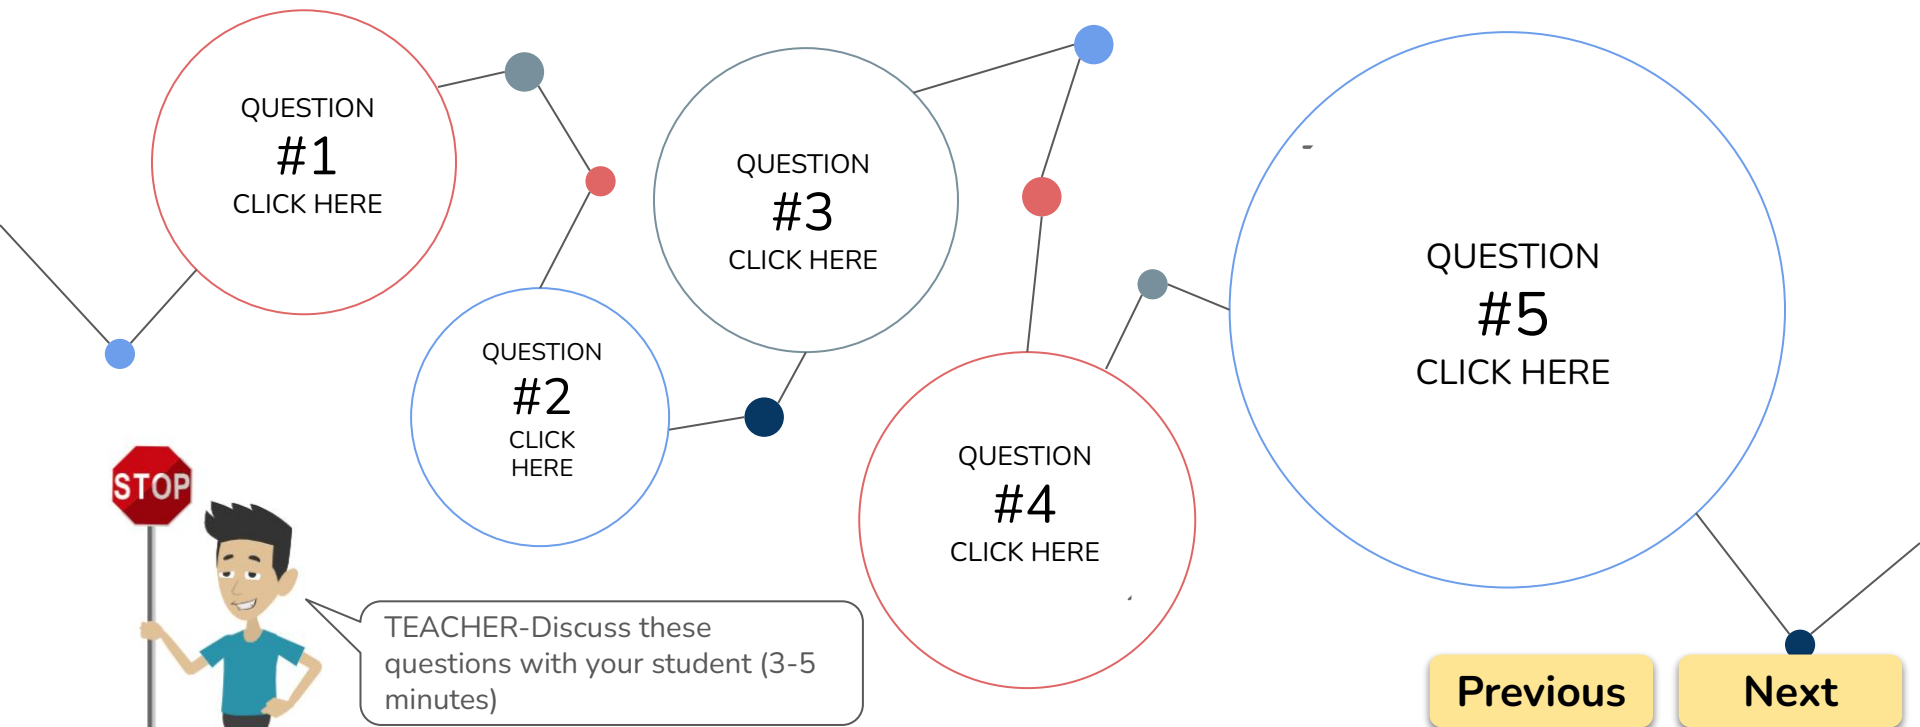 QUESTION
#1
CLICK HERE
QUESTION
#2
CLICK
HERE
QUESTION
#3
CLICK HERE
QUESTION
#4
CLICK HERE
QUESTION
#5
CLICK HERE
STOP
TEACHER-Discuss these
questions with your student (3-5
minutes)
Previous
Next